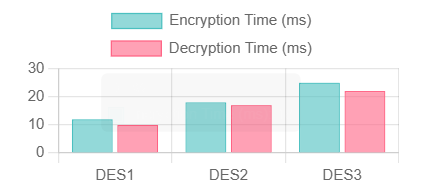 Encryption Time (ms)
Decryption Time (ms)
30
20
10
0
DES1 DES2 DES3